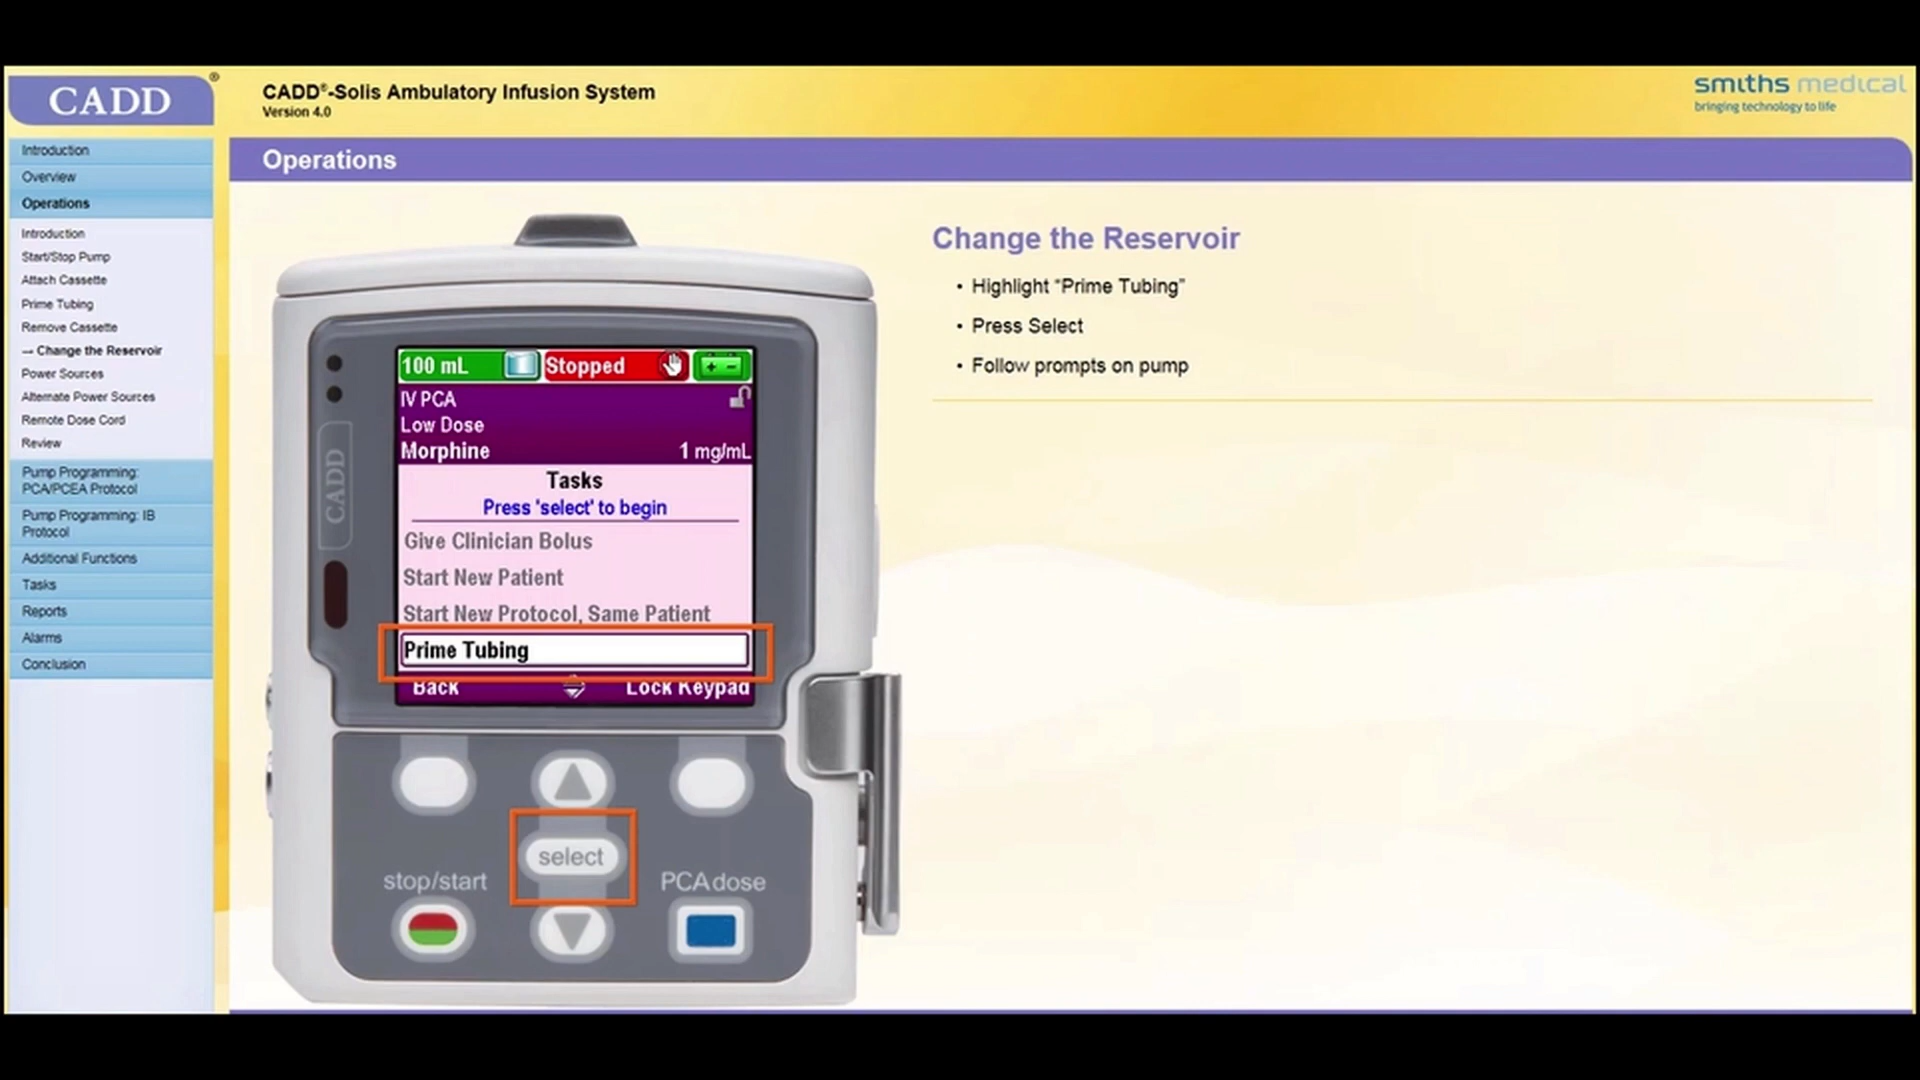 CADD®
CADD®-Solis Ambulatory Infusion System
Version 4.0
smiths medical
bringing technology to life
Introduction
Overview
Operations
Introduction
Start/Stop Pump
Attach Cassette
Prime Tubing
Remove Cassette
→ Change the Reservoir
Power Sources
Alternate Power Sources
Remote Dose Cord
Review
Pump Programming:
PCA/PCEA Protocol
Pump Programming: IB
Protocol
Additional Functions
Tasks
Reports
Alarms
Conclusion
Operations
CADD
100 mL Stopped
IV PCA
Low Dose
Morphine 1 mg/mL
Tasks
Press 'select' to begin
Give Clinician Bolus
Start New Patient
Start New Protocol, Same Patient
Prime Tubing
Back Lock Keypad
select
stop/start PCA dose
Change the Reservoir
• Highlight “Prime Tubing”
• Press Select
• Follow prompts on pump